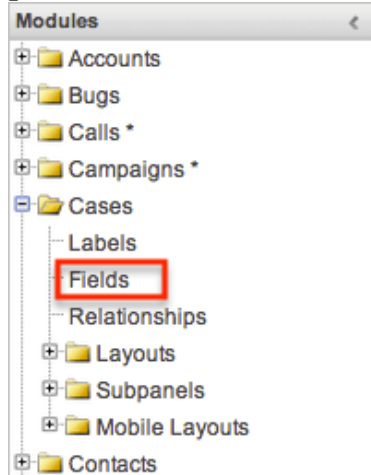 Modules
Accounts
Bugs
Calls *
Campaigns *
Cases
Labels
Fields
Relationships
Layouts
Subpanels
Mobile Layouts
Contacts